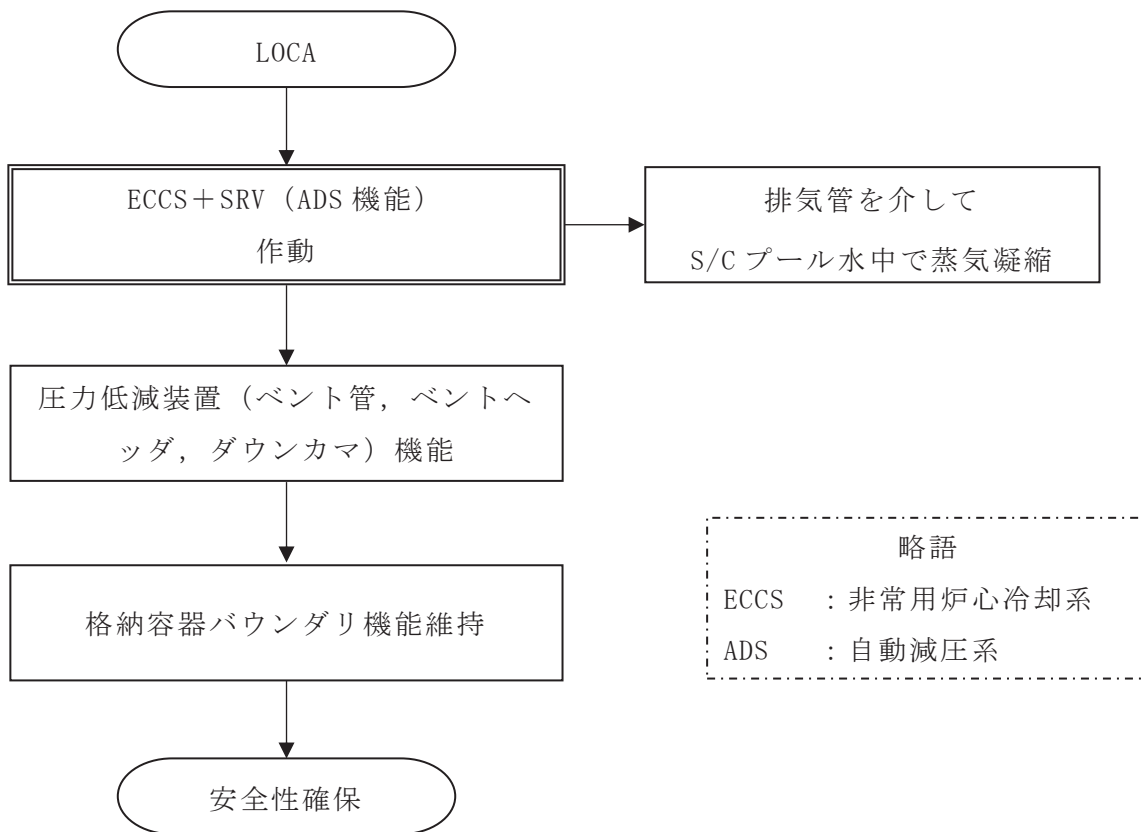 LOCA
ECCS＋SRV（ADS 機能）
作動
排気管を介して
S/C プール水中で蒸気凝縮
圧力低減装置（ベント管，ベントヘ
ッダ，ダウンカマ）機能
格納容器バウンダリ機能維持
安全性確保
略語
ECCS ：非常用炉心冷却系
ADS ：自動減圧系